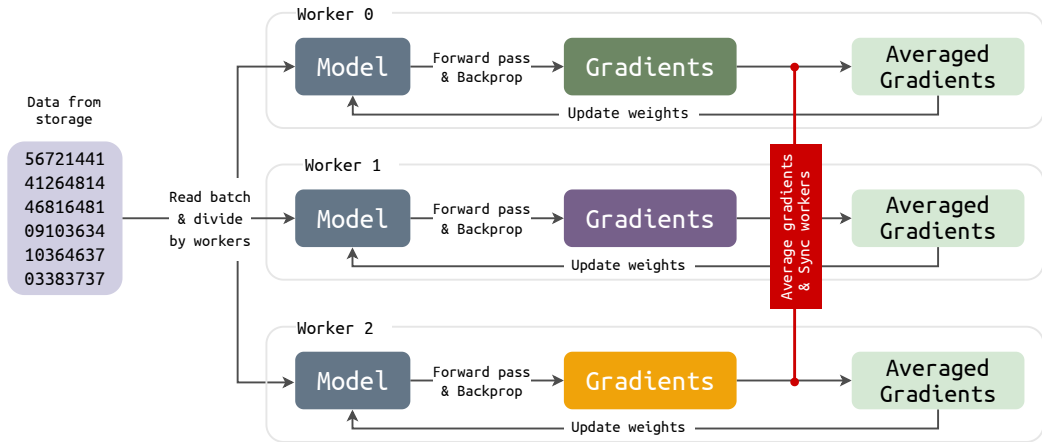 Data from
storage
56721441
41264814
46816481
09103634
10364637
03383737
Read batch
& divide
by workers
Worker 0
Model
Forward pass
& Backprop
Gradients
Averaged
Gradients
Update weights
Worker 1
Model
Forward pass
& Backprop
Gradients
Averaged
Gradients
Update weights
Average gradients
& Sync workers
Worker 2
Model
Forward pass
& Backprop
Gradients
Averaged
Gradients
Update weights